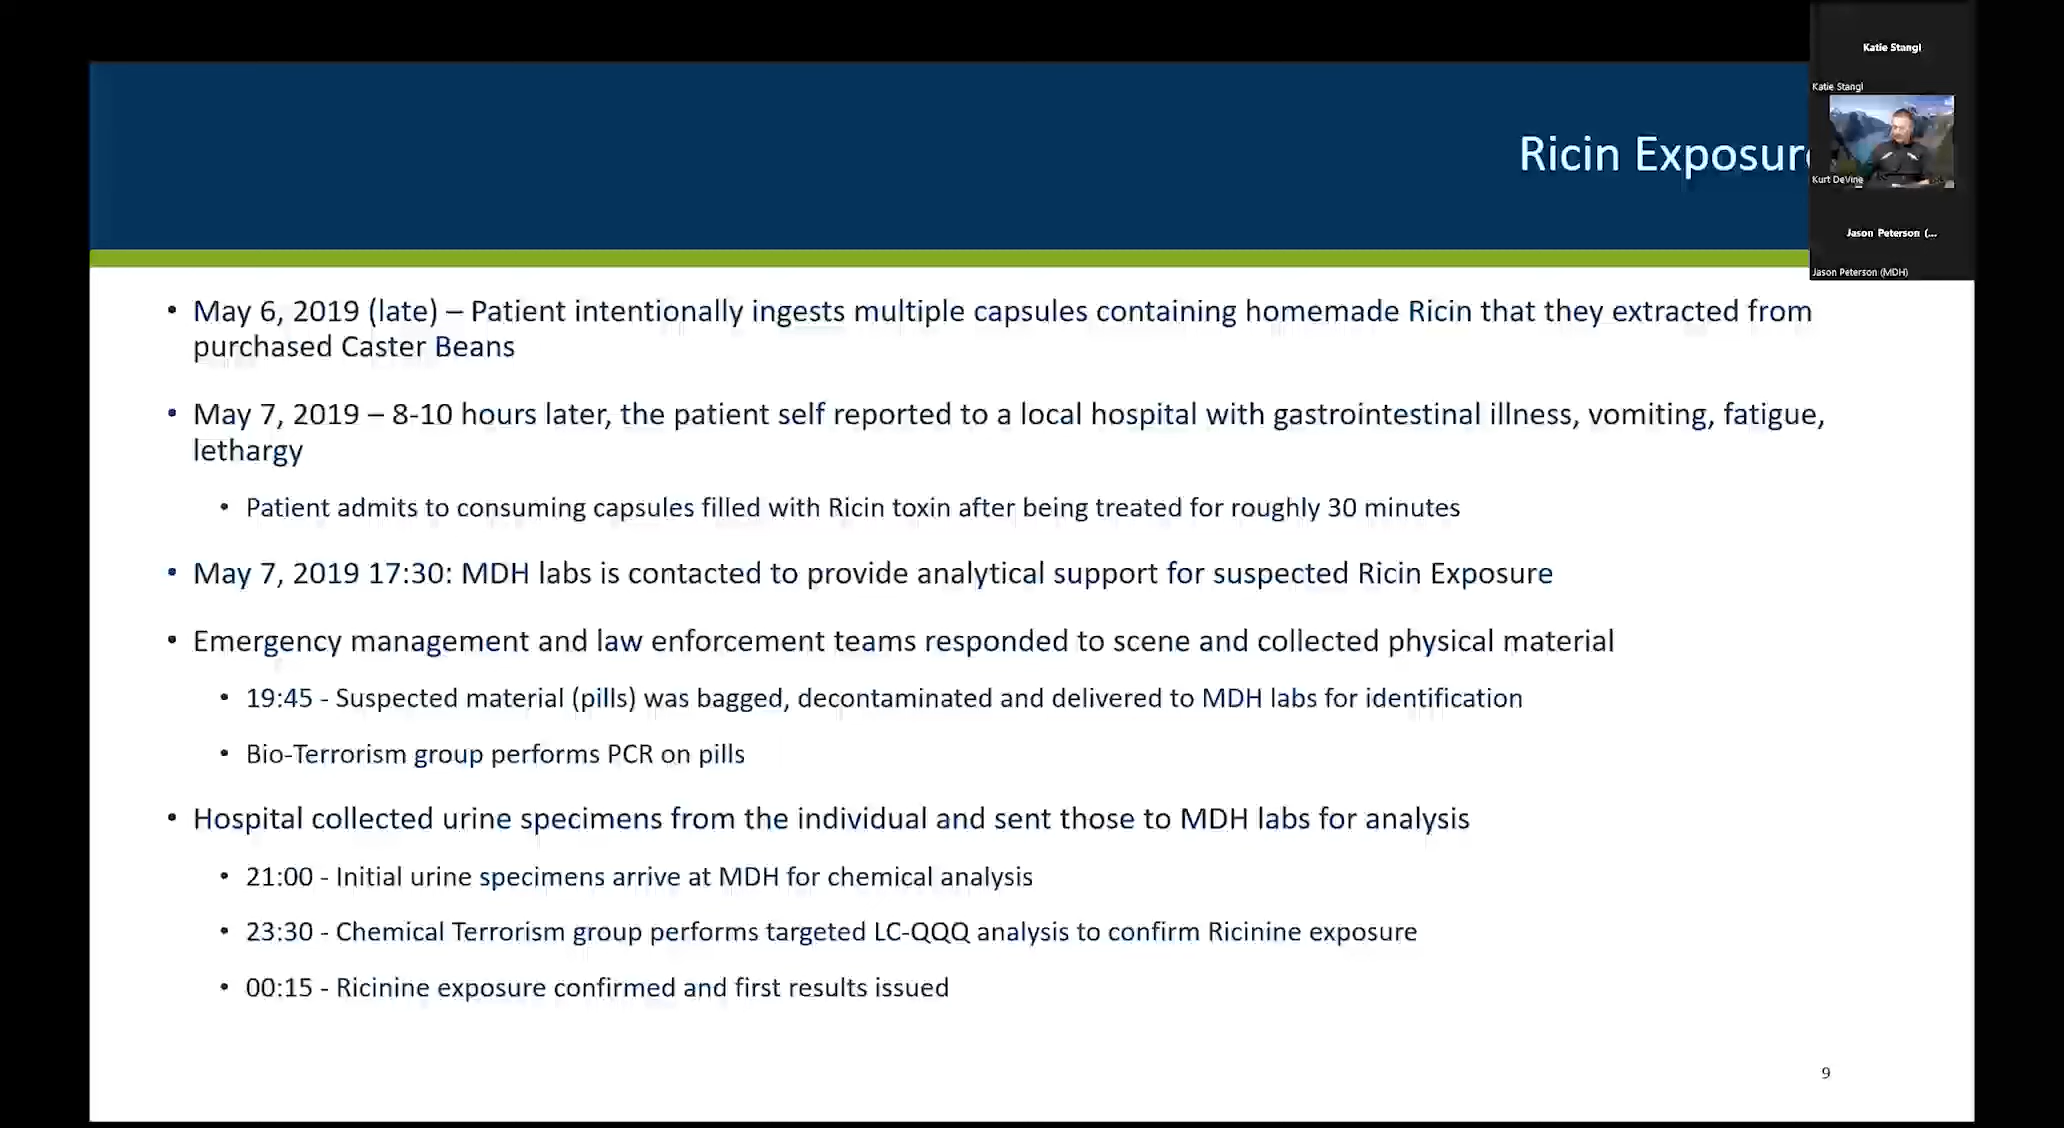 Katie Stangl
Katie Stangl
Kurt DeVine
Jason Peterson (...
Jason Peterson (MDH)
Ricin Exposure
• May 6, 2019 (late) – Patient intentionally ingests multiple capsules containing homemade Ricin that they extracted from
purchased Caster Beans
• May 7, 2019 – 8-10 hours later, the patient self reported to a local hospital with gastrointestinal illness, vomiting, fatigue,
lethargy
• Patient admits to consuming capsules filled with Ricin toxin after being treated for roughly 30 minutes
• May 7, 2019 17:30: MDH labs is contacted to provide analytical support for suspected Ricin Exposure
• Emergency management and law enforcement teams responded to scene and collected physical material
• 19:45 - Suspected material (pills) was bagged, decontaminated and delivered to MDH labs for identification
• Bio-Terrorism group performs PCR on pills
• Hospital collected urine specimens from the individual and sent those to MDH labs for analysis
• 21:00 - Initial urine specimens arrive at MDH for chemical analysis
• 23:30 - Chemical Terrorism group performs targeted LC-QQQ analysis to confirm Ricinine exposure
• 00:15 - Ricinine exposure confirmed and first results issued
9